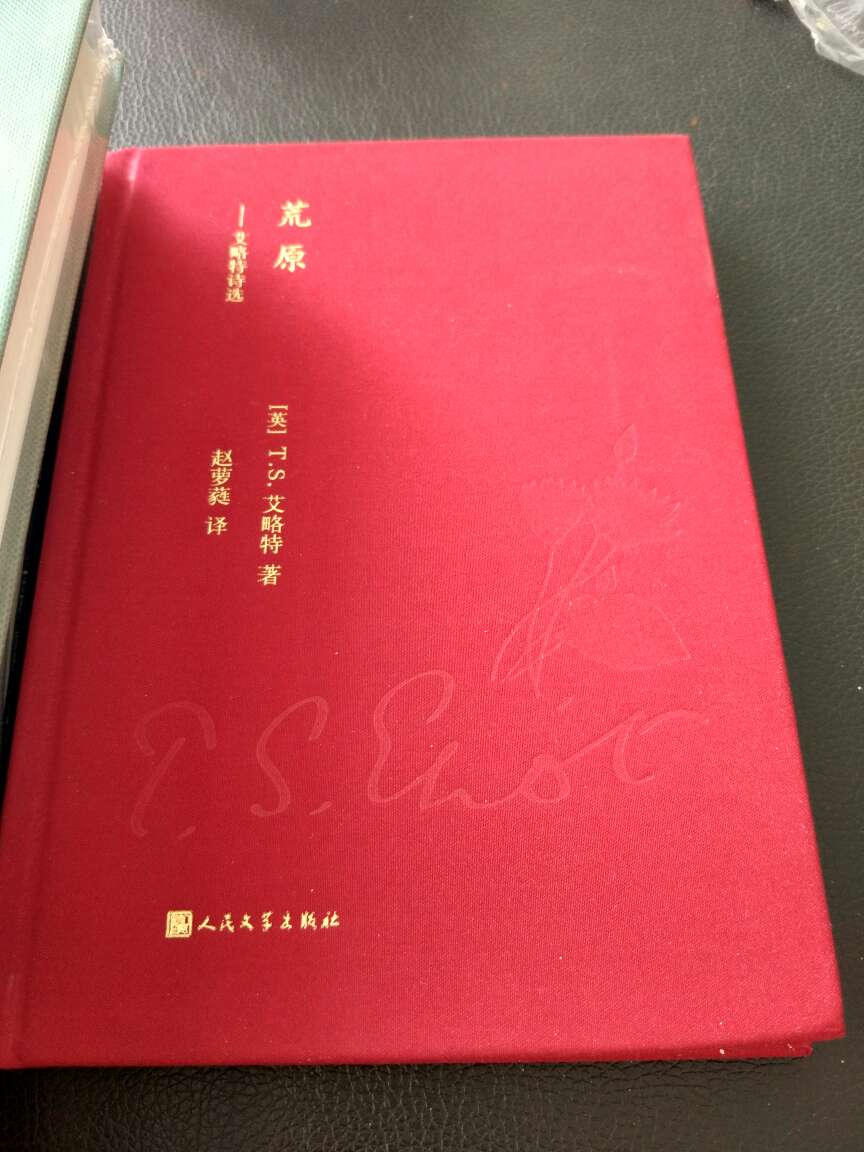 荒原
—艾略特诗选
[英] T.S.艾略特 著
赵萝蕤 译
T. S. Eliot
人民文学出版社